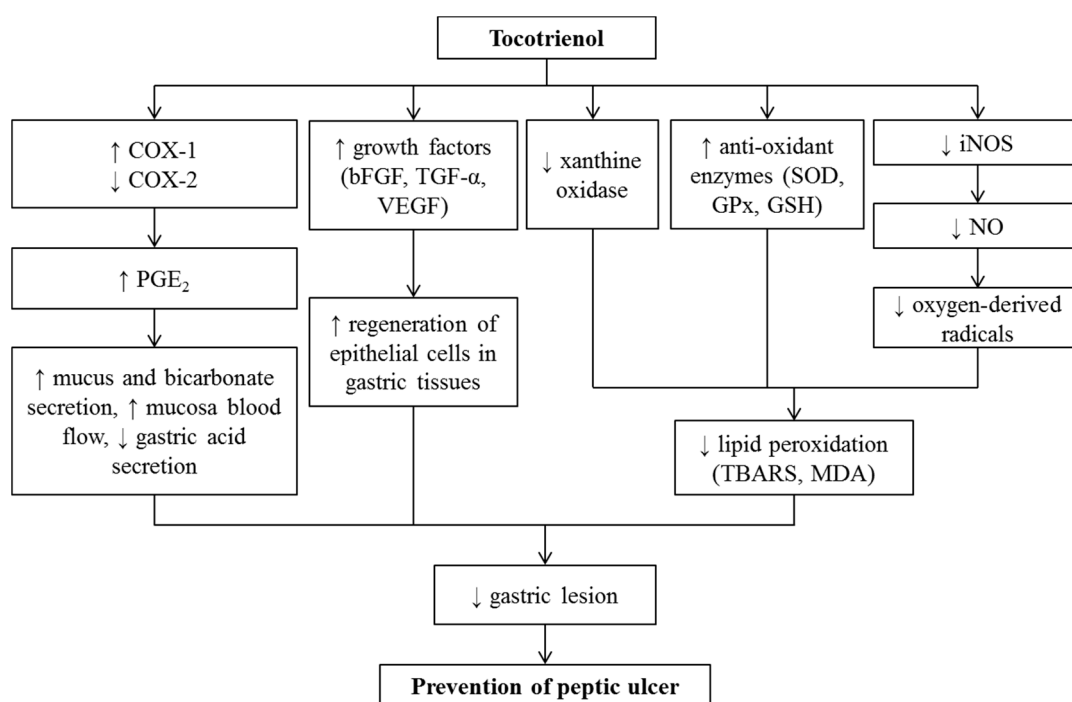 Tocotrienol
↑ COX-1
↓ COX-2
↑ PGE₂
↑ mucus and bicarbonate
secretion, ↑ mucosa blood
flow, ↓ gastric acid
secretion
↑ growth factors
(bFGF, TGF-α,
VEGF)
↑ regeneration of
epithelial cells in
gastric tissues
↓ xanthine
oxidase
↑ anti-oxidant
enzymes (SOD,
GPx, GSH)
↓ iNOS
↓ NO
↓ oxygen-derived
radicals
↓ lipid peroxidation
(TBARS, MDA)
↓ gastric lesion
Prevention of peptic ulcer